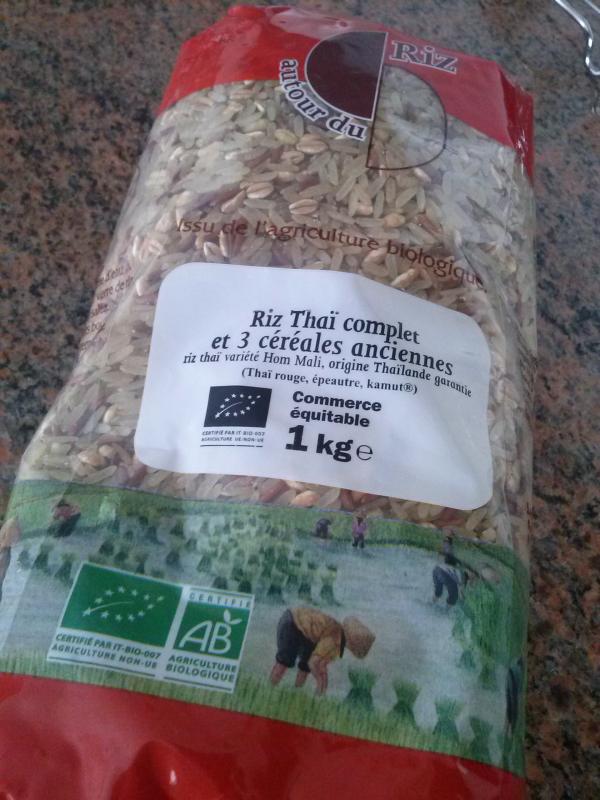 Riz
autour du
Issu de l'agriculture biologique
Riz Thaï complet
et 3 céréales anciennes
riz thaï variété Hom Mali, origine Thaïlande garantie
(Thaï rouge, épeautre, kamut®)
Commerce
équitable
1 kg e
CERTIFIÉ PAR IT-BIO-007
AGRICULTURE UE/NON-UE
CERTIFIÉ
AB
AGRICULTURE
BIOLOGIQUE
CERTIFIÉ PAR IT-BIO-007
AGRICULTURE NON-UE